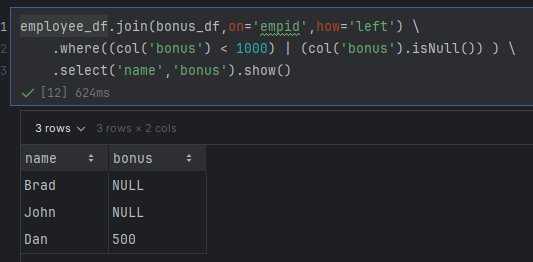 1 employee_df.join(bonus_df,on='empid',how='left') \
2 .where((col('bonus') < 1000) | (col('bonus').isNull()) ) \
3 .select('name','bonus').show()
[12] 624ms
3 rows 3 rows × 2 cols
name bonus
Brad NULL
John NULL
Dan 500